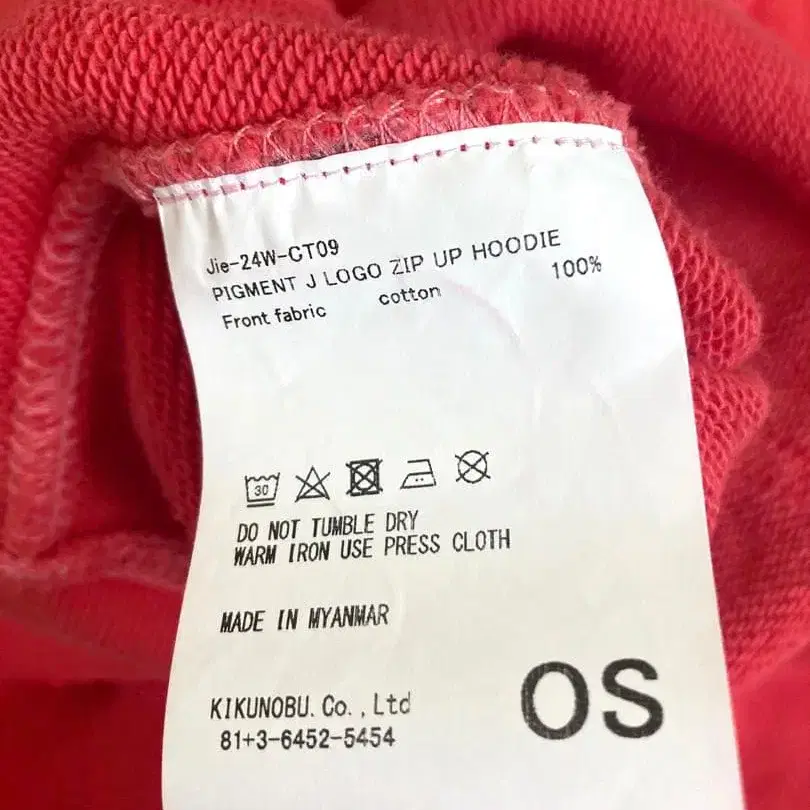 Jie-24W-CT09
PIGMENT J LOGO ZIP UP HOODIE
Front fabric cotton 100%
30
DO NOT TUMBLE DRY
WARM IRON USE PRESS CLOTH
MADE IN MYANMAR
KIKUNOBU. Co., Ltd
81+3-6452-5454
OS